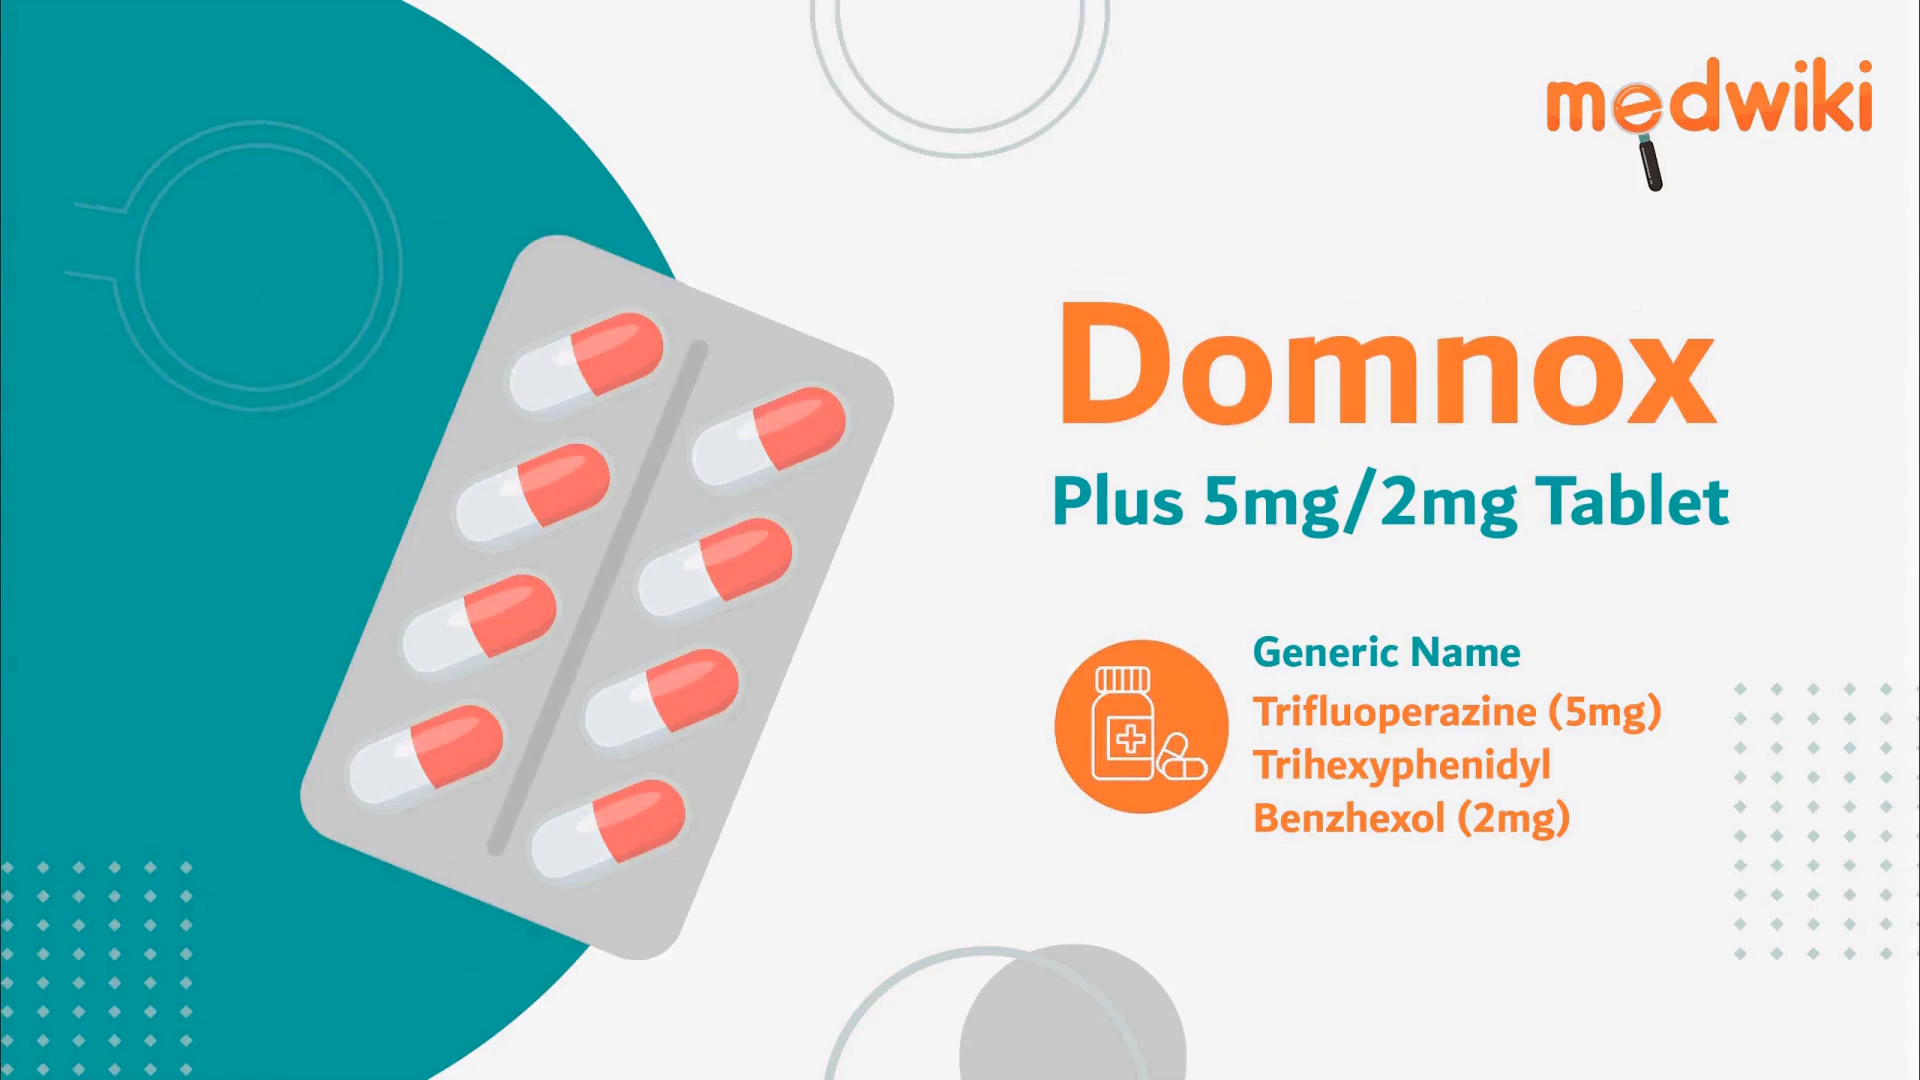 medwiki
Domnox
Plus 5mg/2mg Tablet
Generic Name
Trifluoperazine (5mg)
Trihexyphenidyl
Benzhexol (2mg)